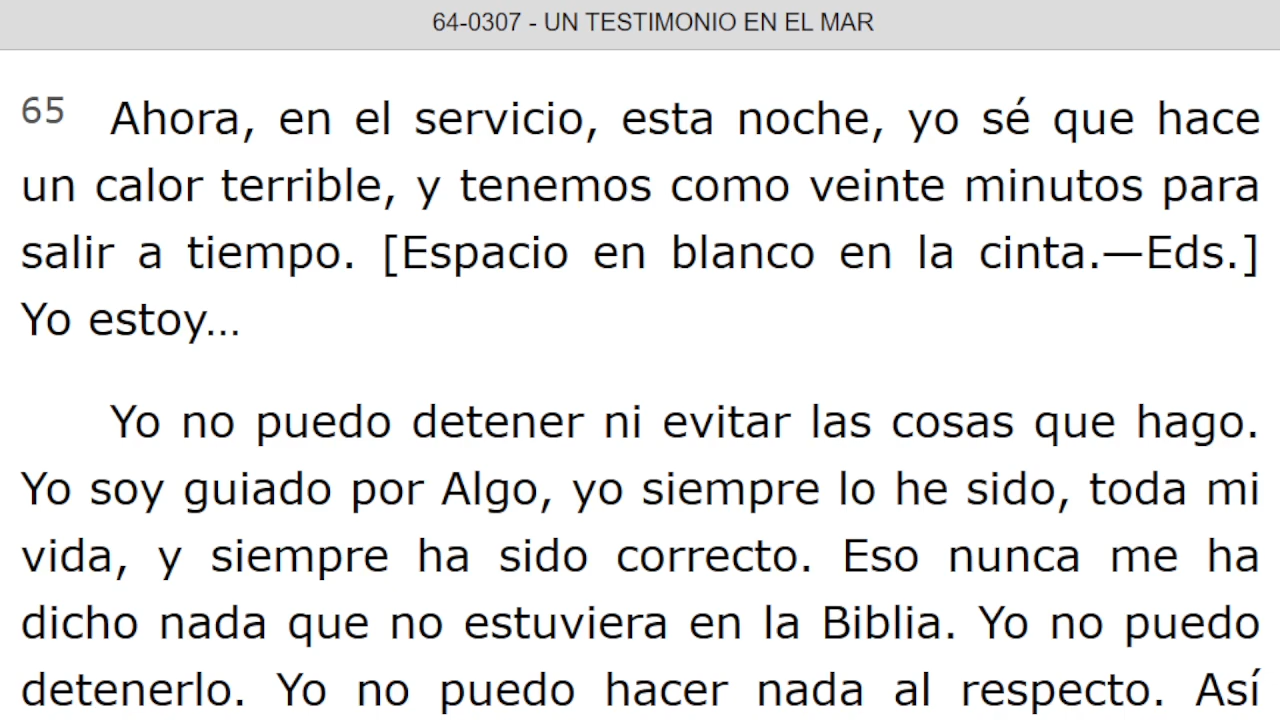 64-0307 - UN TESTIMONIO EN EL MAR
65 Ahora, en el servicio, esta noche, yo sé que hace
un calor terrible, y tenemos como veinte minutos para
salir a tiempo. [Espacio en blanco en la cinta.—Eds.]
Yo estoy...
Yo no puedo detener ni evitar las cosas que hago.
Yo soy guiado por Algo, yo siempre lo he sido, toda mi
vida, y siempre ha sido correcto. Eso nunca me ha
dicho nada que no estuviera en la Biblia. Yo no puedo
detenerlo. Yo no puedo hacer nada al respecto. Así